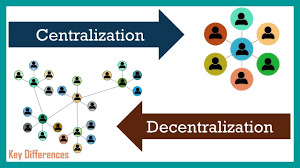 Centralization
Decentralization
Key Differences